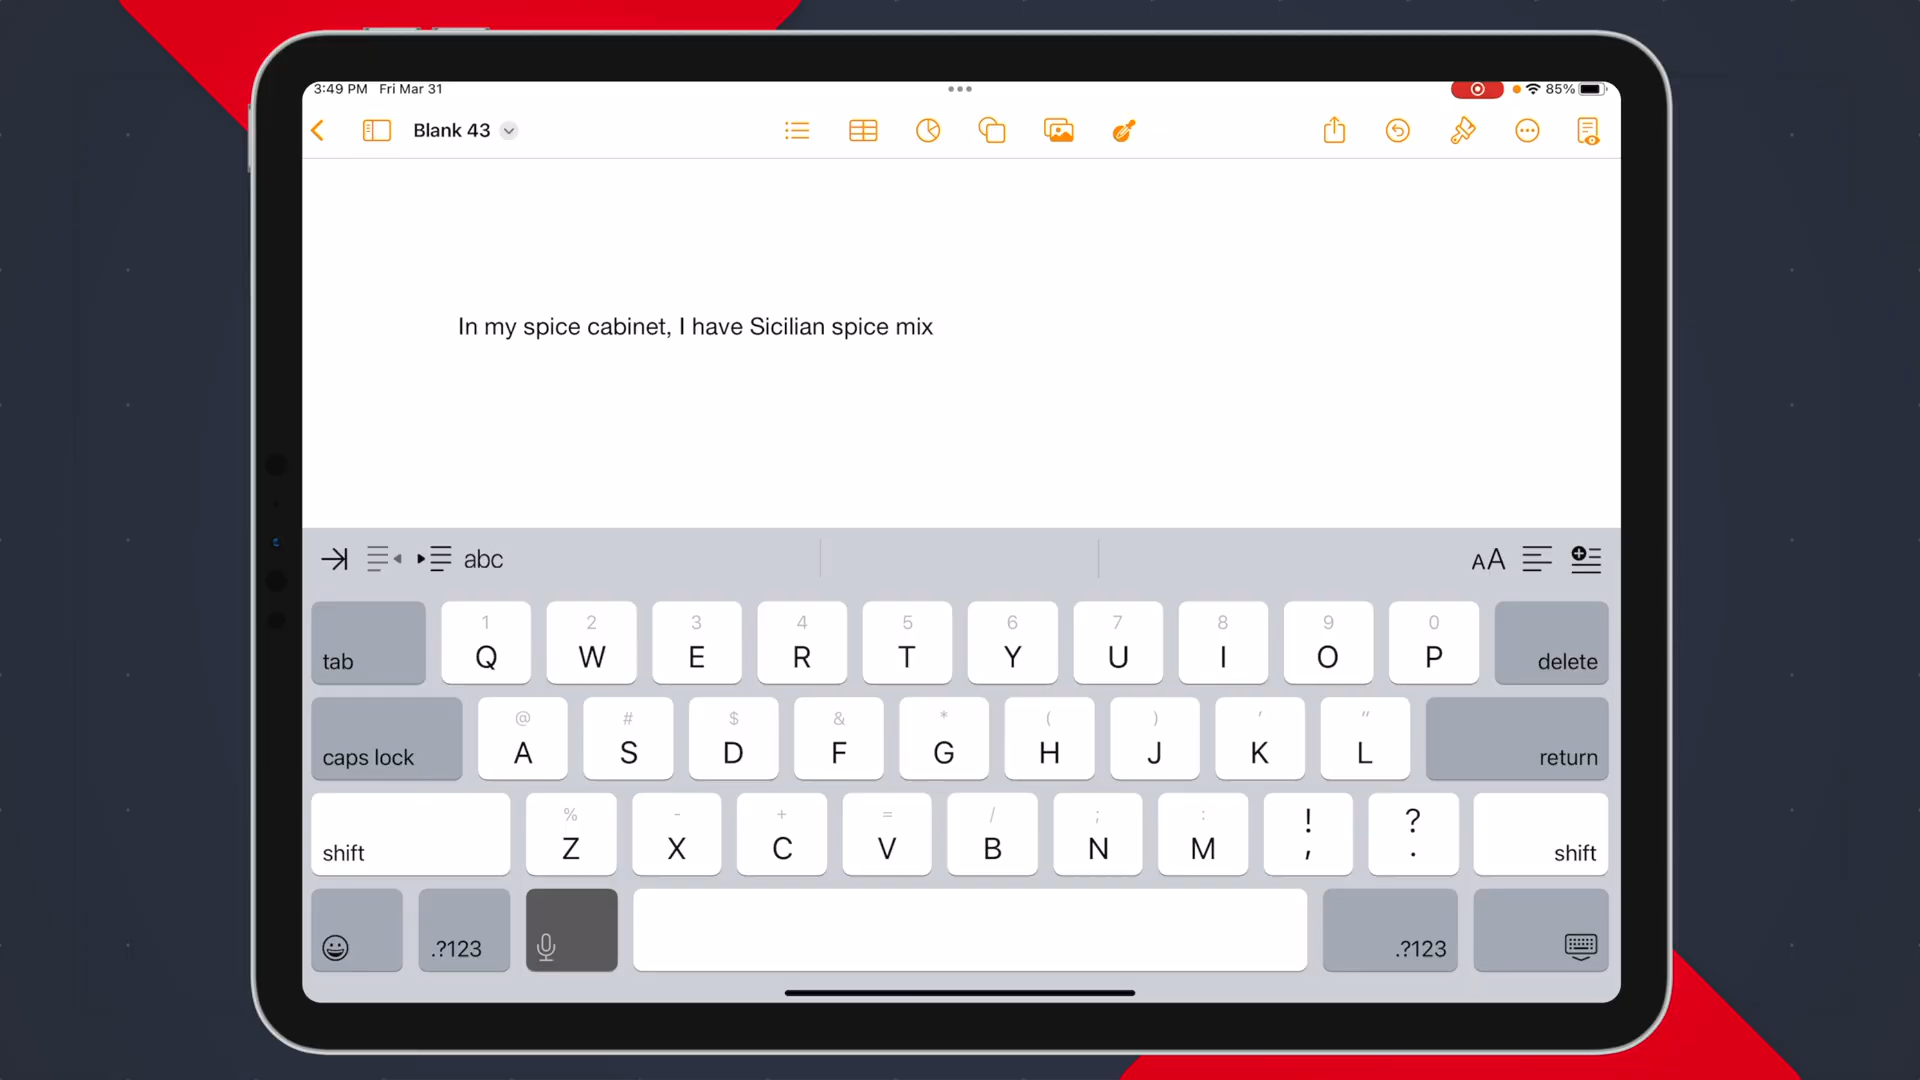 3:49 PM Fri Mar 31
85%
Blank 43
In my spice cabinet, I have Sicilian spice mix
abc
AA
tab
1 2 3 4 5 6 7 8 9 0
Q W E R T Y U I O P
delete
caps lock
@ # $ & * ( ) ' "
A S D F G H J K L
return
shift
% - + = / ; : ! ?
Z X C V B N M , .
shift
.?123
.?123